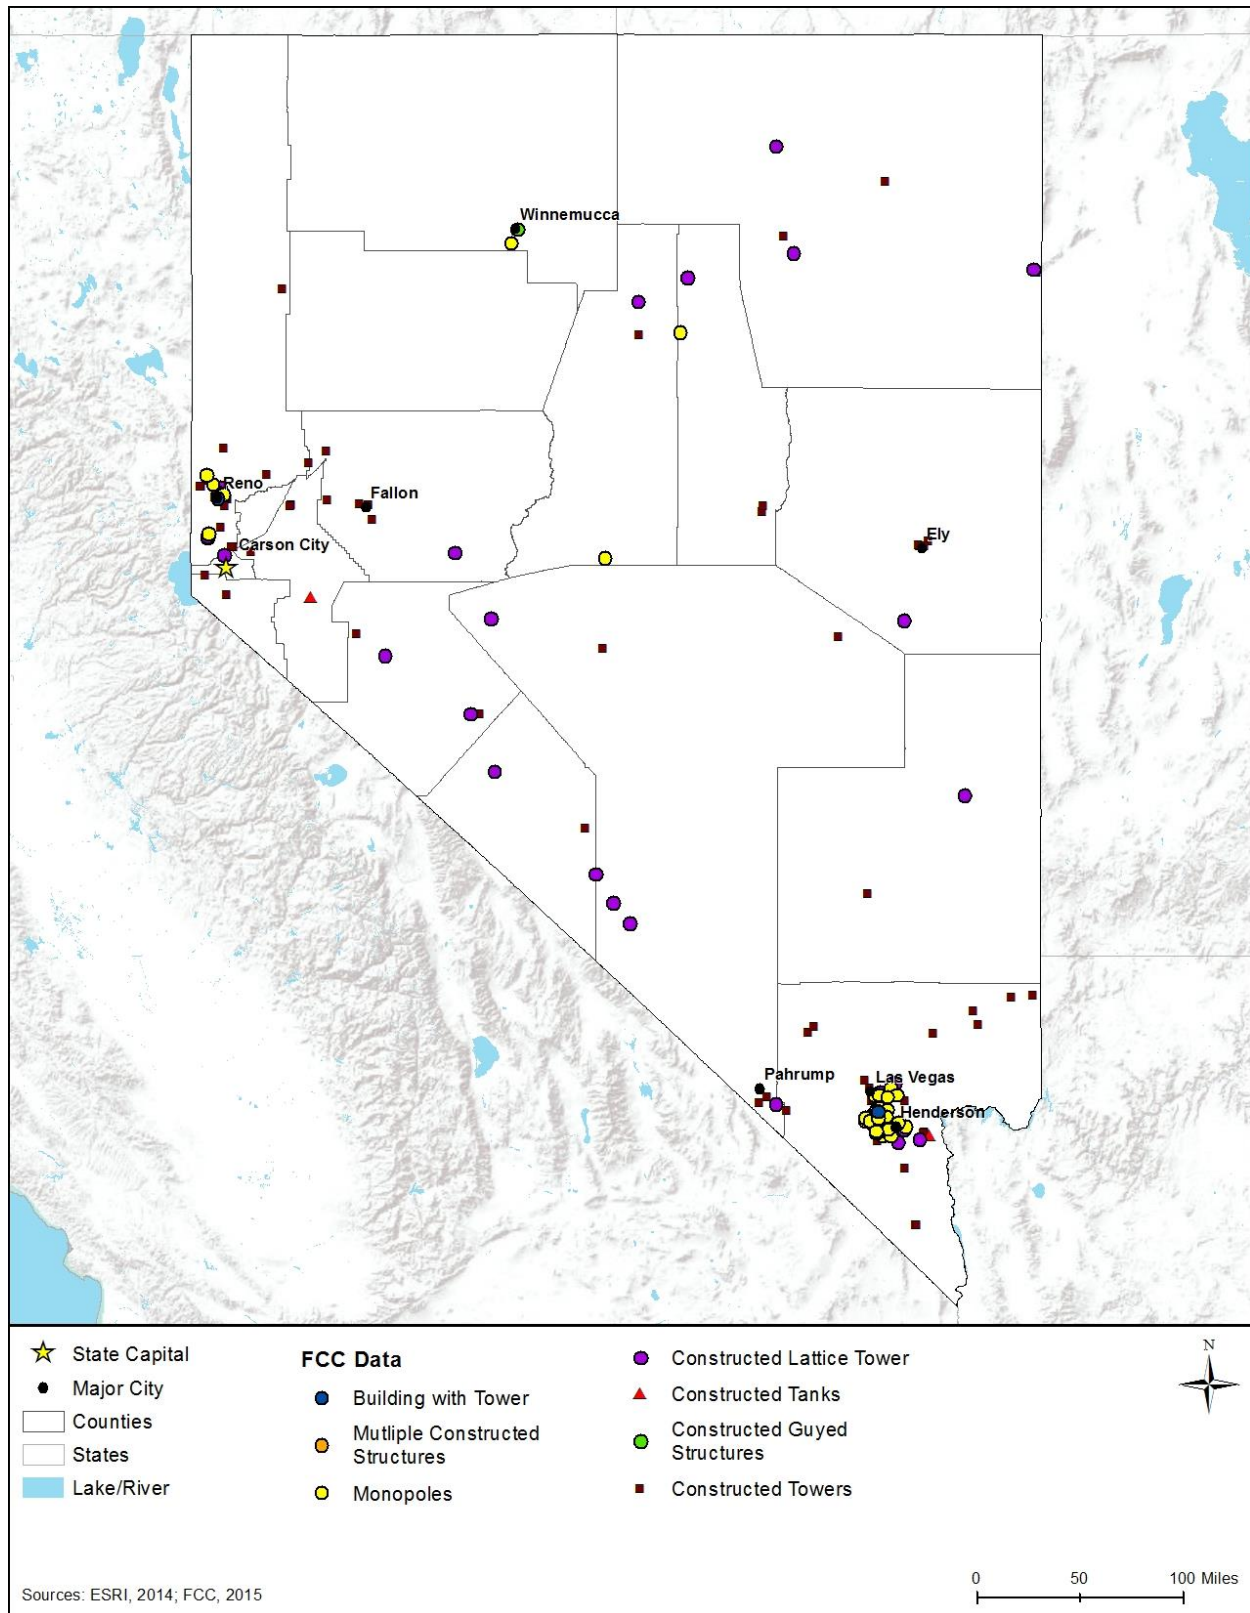 Winnemucca
Reno
Fallon
Carson City
Ely
Pahrump
Las Vegas
Henderson
State Capital
Major City
Counties
States
Lake/River
FCC Data
Building with Tower
Mutliple Constructed
Structures
Monopoles
Constructed Lattice Tower
Constructed Tanks
Constructed Guyed
Structures
Constructed Towers
N
Sources: ESRI, 2014; FCC, 2015
0 50 100 Miles